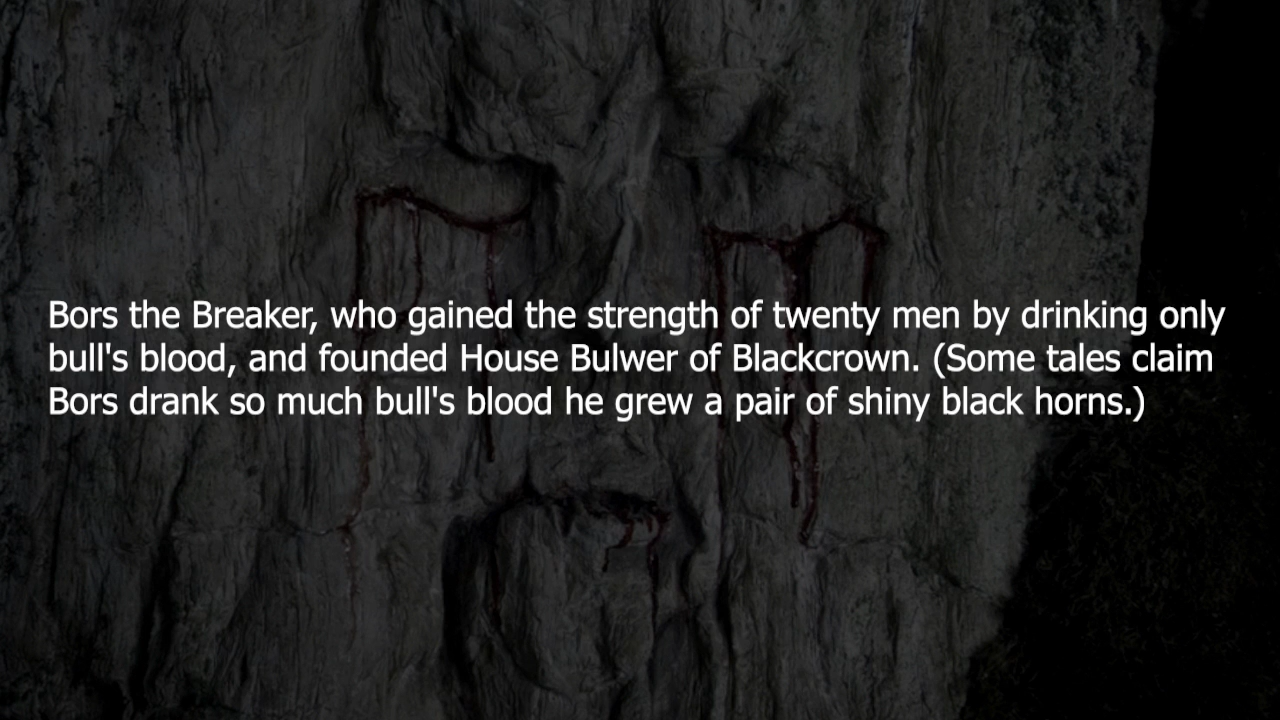 Bors the Breaker, who gained the strength of twenty men by drinking only
bull's blood, and founded House Bulwer of Blackcrown. (Some tales claim
Bors drank so much bull's blood he grew a pair of shiny black horns.)